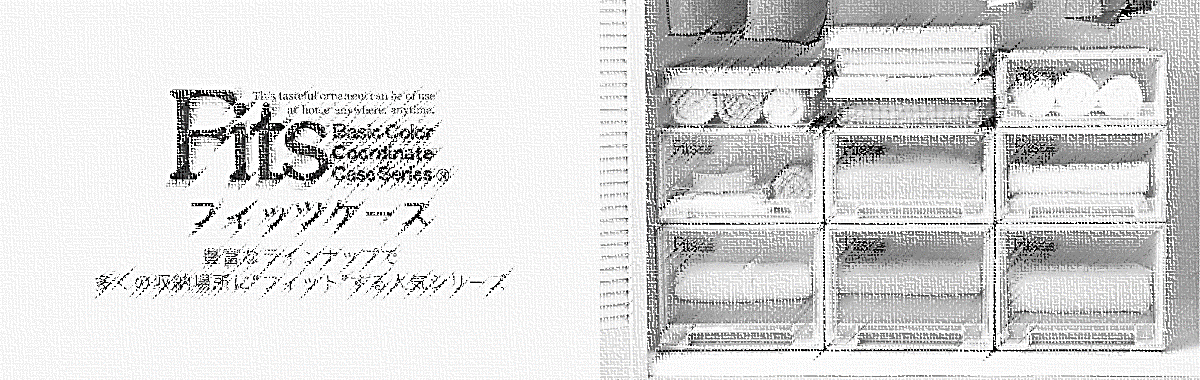 Fits
This tasteful ornament can be of use
at home anywhere, anytime.
Basic Color
Coordinate
Case Series®
フィッツケース
豊富なラインナップで
多くの収納場所に"フィット"する人気シリーズ